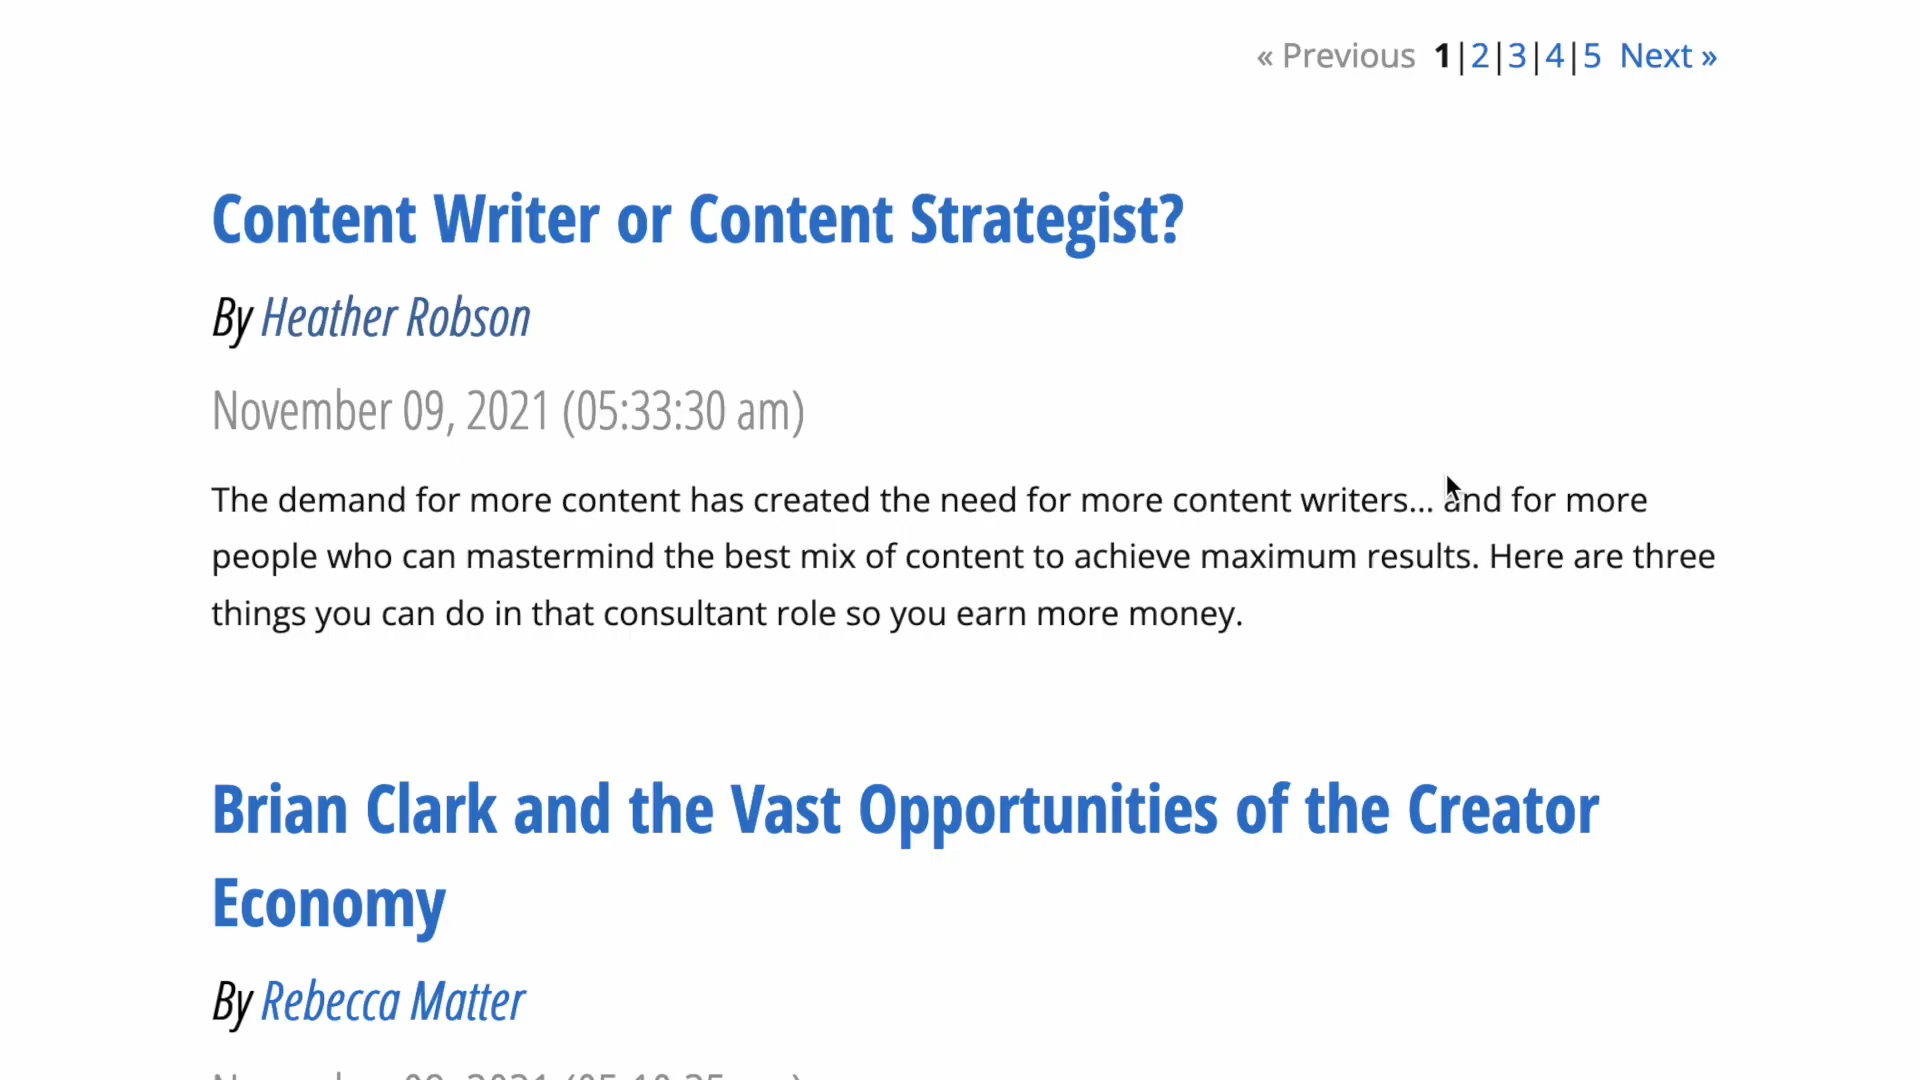 « Previous 1|2|3|4|5 Next »
Content Writer or Content Strategist?
By Heather Robson
November 09, 2021 (05:33:30 am)
The demand for more content has created the need for more content writers... and for more
people who can mastermind the best mix of content to achieve maximum results. Here are three
things you can do in that consultant role so you earn more money.
Brian Clark and the Vast Opportunities of the Creator
Economy
By Rebecca Matter